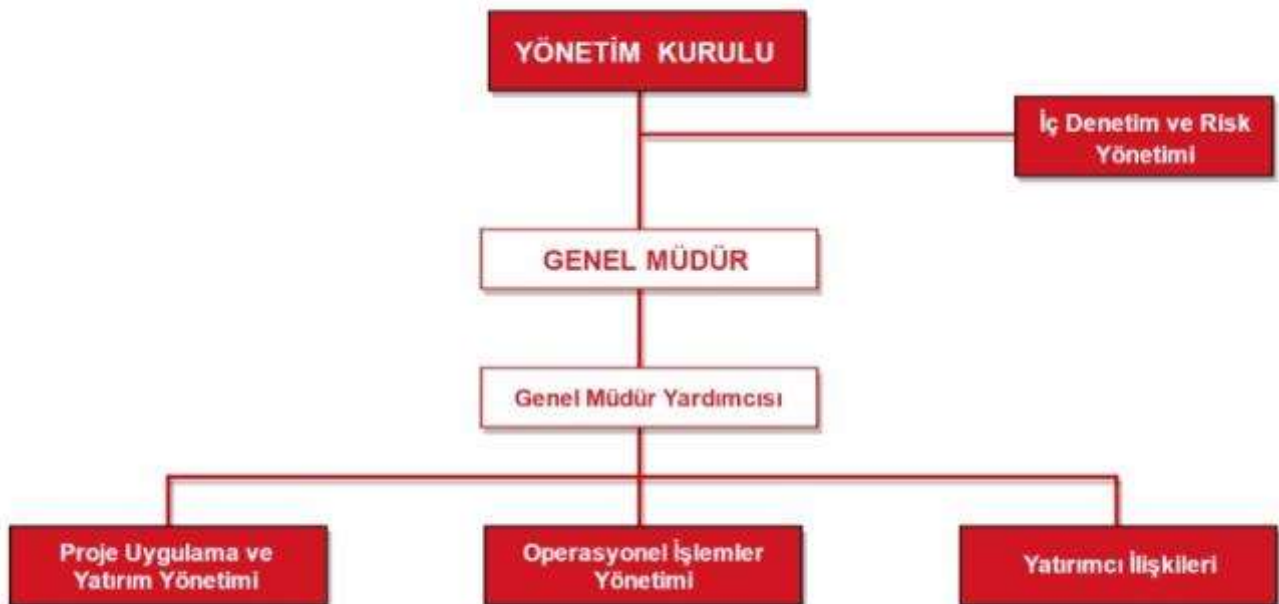 YÖNETİM KURULU
İç Denetim ve Risk
Yönetimi
GENEL MÜDÜR
Genel Müdür Yardımcısı
Proje Uygulama ve
Yatırım Yönetimi
Operasyonel İşlemler
Yönetimi
Yatırımcı İlişkileri